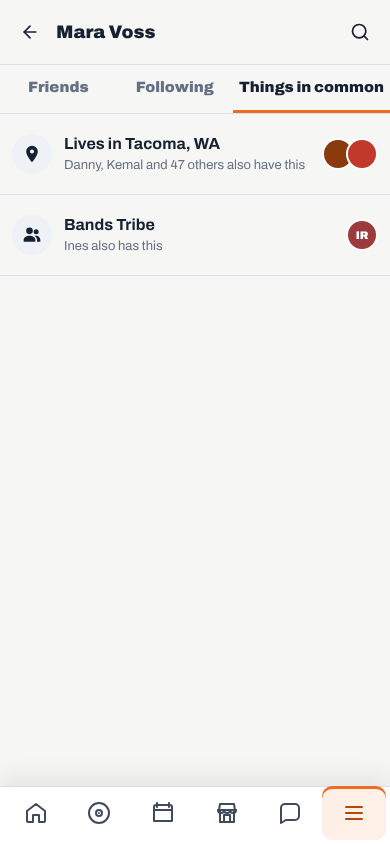 Mara Voss
Friends
Following
Things in common
Lives in Tacoma, WA
Danny, Kemal and 47 others also have this
Bands Tribe
Ines also has this
IR